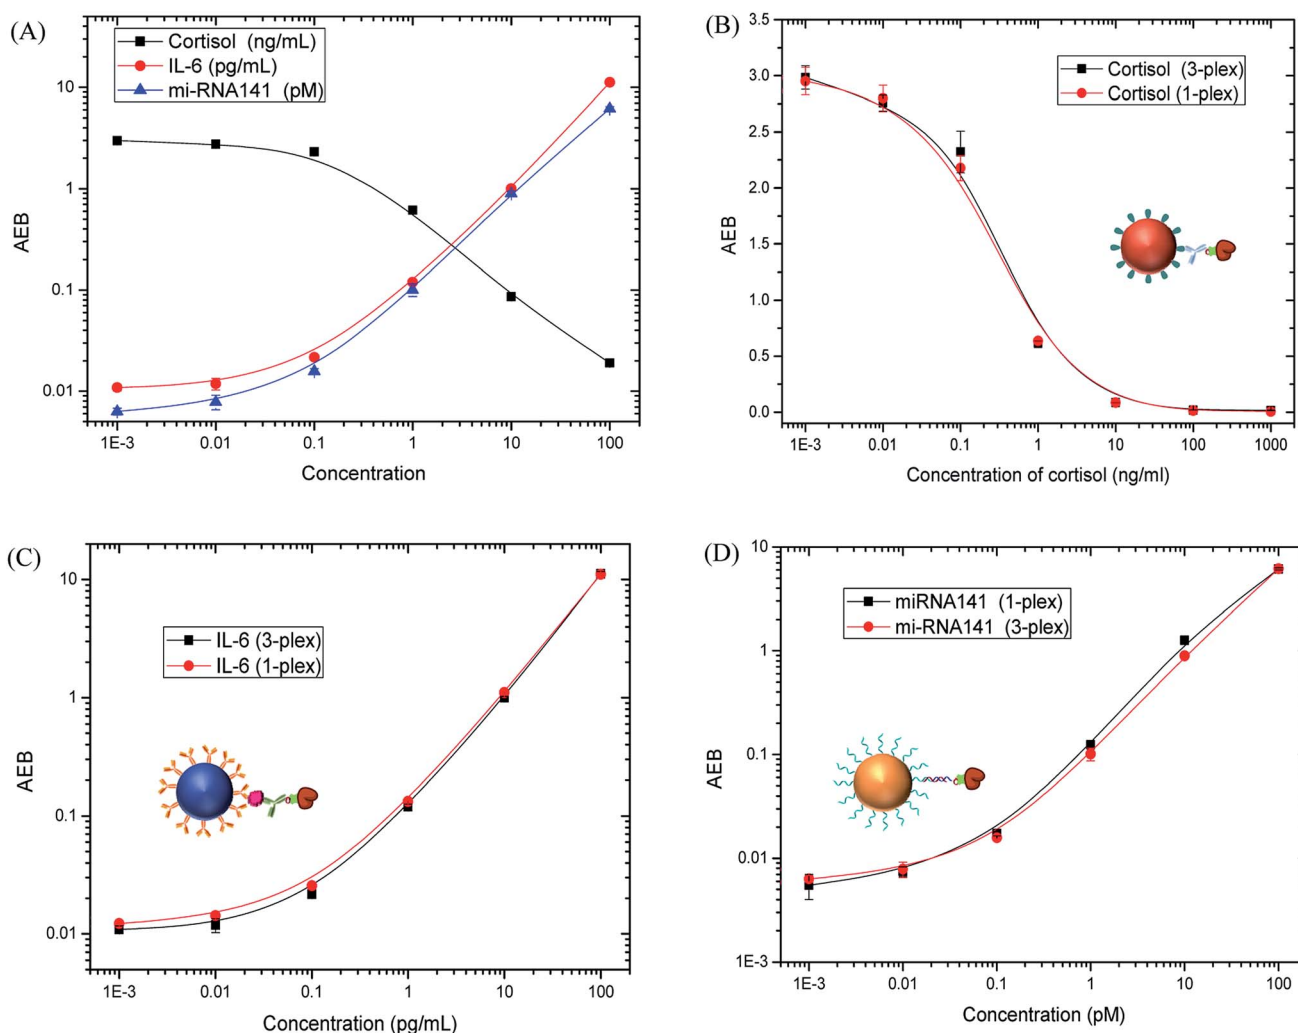 (A)
Cortisol (ng/mL)
IL-6 (pg/mL)
mi-RNA141 (pM)
10
1
0.1
0.01
AEB
1E-3 0.01 0.1 1 10 100
Concentration
(B)
Cortisol (3-plex)
Cortisol (1-plex)
3.5
3.0
2.5
2.0
1.5
1.0
0.5
0.0
AEB
1E-3 0.01 0.1 1 10 100 1000
Concentration of cortisol (ng/ml)
(C)
IL-6 (3-plex)
IL-6 (1-plex)
10
1
0.1
0.01
AEB
1E-3 0.01 0.1 1 10 100
Concentration (pg/mL)
(D)
miRNA141 (1-plex)
mi-RNA141 (3-plex)
10
1
0.1
0.01
1E-3
AEB
1E-3 0.01 0.1 1 10 100
Concentration (pM)